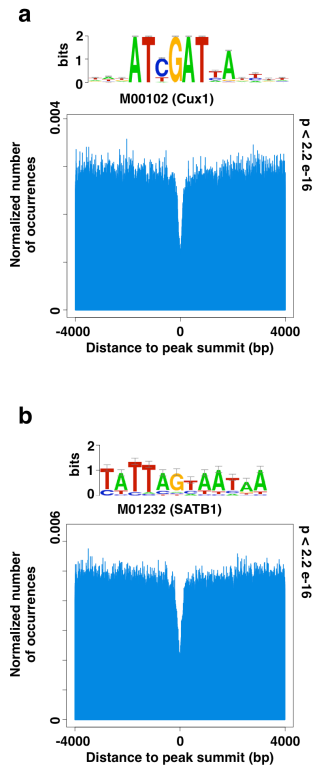 a
2
1
0
bits
ATCGATTA
M00102 (Cux1)
0.004
0
Normalized number
of occurrences
p < 2.2 e-16
-4000 0 4000
Distance to peak summit (bp)
b
2
1
0
bits
TATTAGTAATAA
M01232 (SATB1)
0.006
0
Normalized number
of occurrences
p < 2.2 e-16
-4000 0 4000
Distance to peak summit (bp)